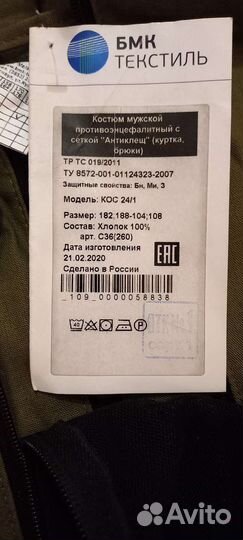 БМК
ТЕКСТИЛЬ
Костюм мужской
противоэнцефалитный с
сеткой "Антиклещ" (куртка,
брюки)
ТР ТС 019/2011
ТУ 8572-001-01124323-2007
Защитные свойства: Бн, Ми, З
Модель: КОС 24/1
Размер: 182,188-104;108
Состав: Хлопок 100%
арт. С36(260)
Дата изготовления
21.02.2020
Сделано в России
ЕАС
_109_0000058838
40
Avito